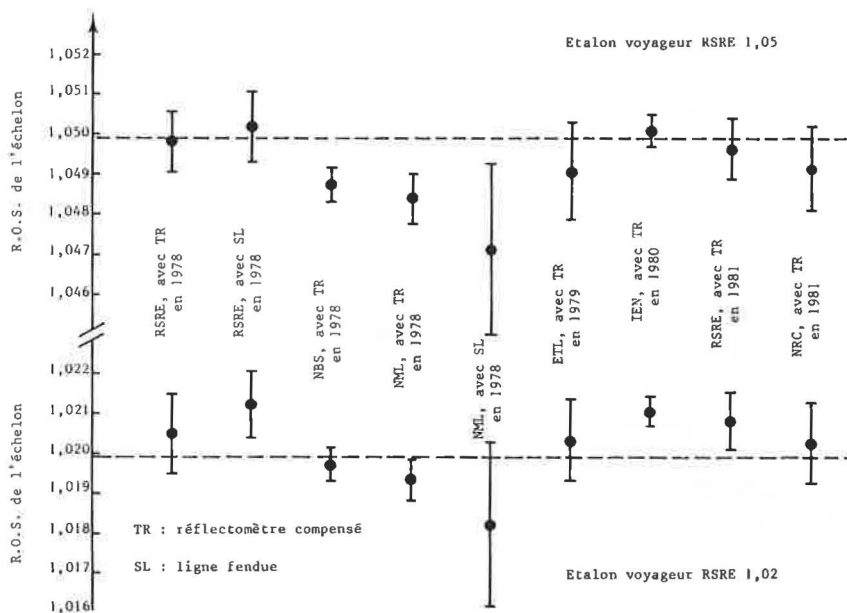 Etalon voyageur RSRE 1,05
R.O.S. de l'échelon
1,052
1,051
1,050
1,049
1,048
1,047
1,046
RSRE, avec TR
en 1978
RSRE, avec SL
en 1978
NBS, avec TR
en 1978
NML, avec TR
en 1978
NML, avec SL
en 1978
ETL, avec TR
en 1979
IEN, avec TR
en 1980
RSRE, avec TR
en 1981
NRC, avec TR
en 1981
R.O.S. de l'échelon
1,022
1,021
1,020
1,019
1,018
1,017
1,016
TR : réflectomètre compensé
SL : ligne fendue
Etalon voyageur RSRE 1,02